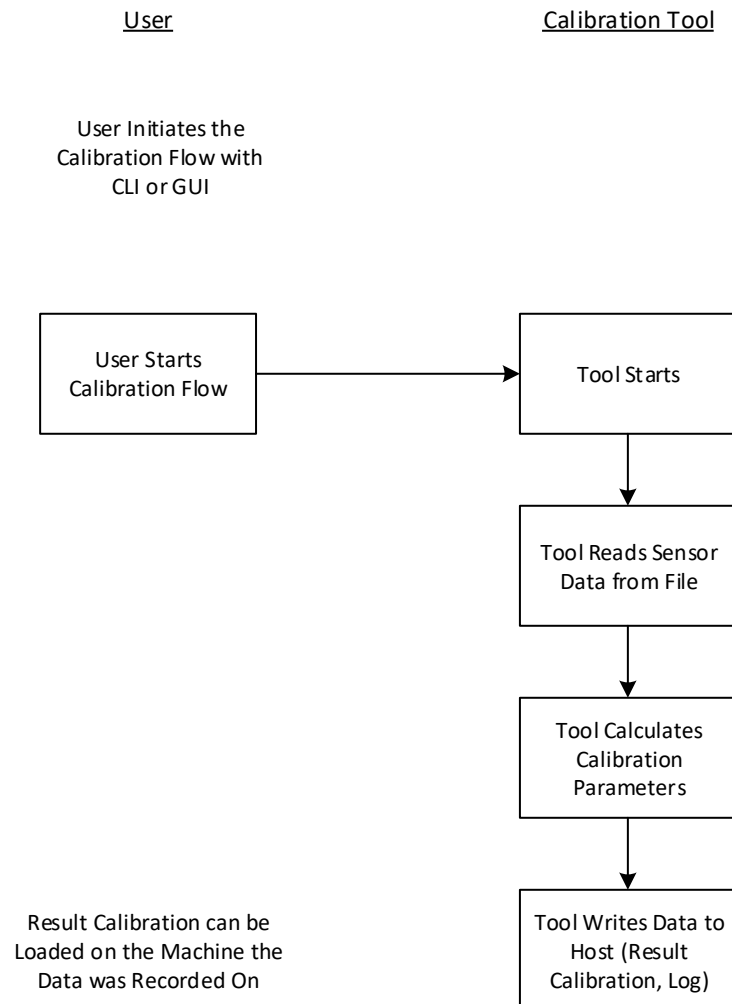 User
Calibration Tool
User Initiates the
Calibration Flow with
CLI or GUI
User Starts
Calibration Flow
Tool Starts
Tool Reads Sensor
Data from File
Tool Calculates
Calibration
Parameters
Result Calibration can be
Loaded on the Machine the
Data was Recorded On
Tool Writes Data to
Host (Result
Calibration, Log)